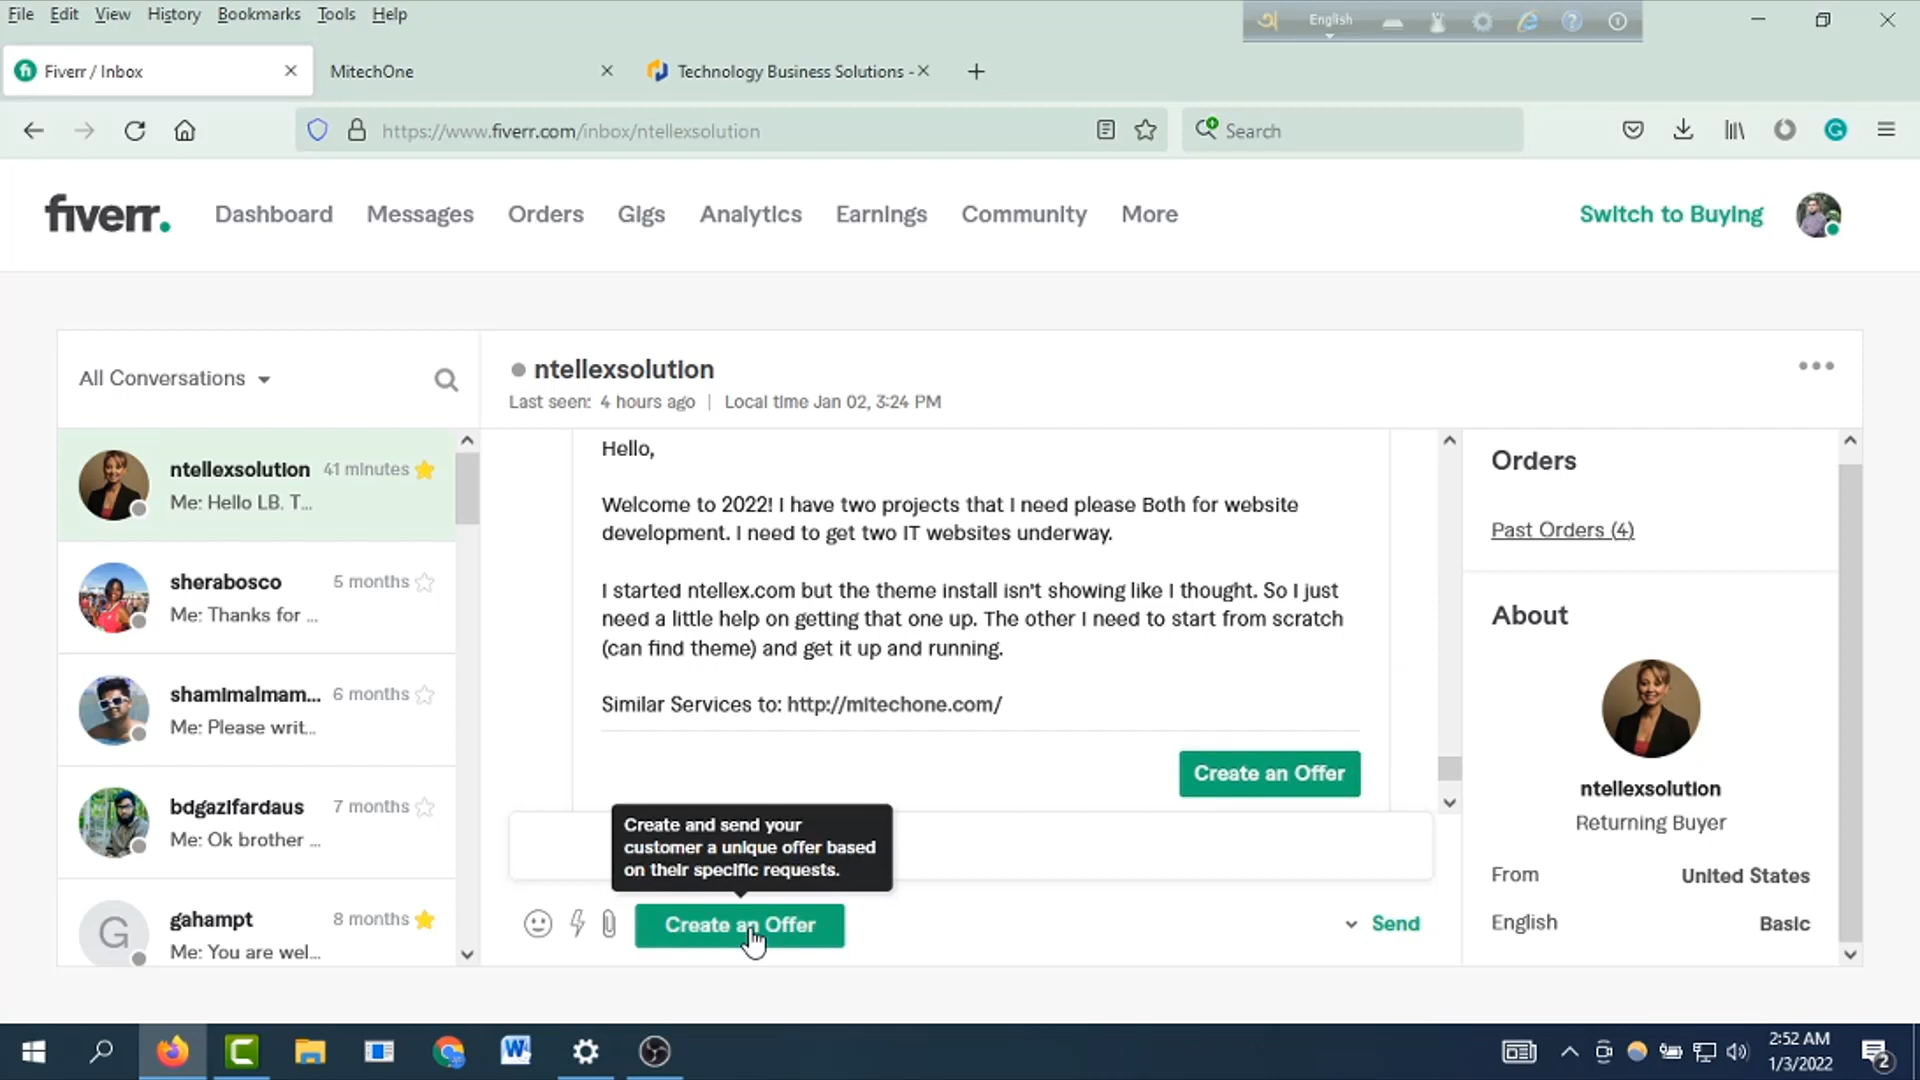 File Edit View History Bookmarks Tools Help
English
Fiverr / Inbox
MitechOne
Technology Business Solutions -
https://www.fiverr.com/inbox/ntellexsolution
Search
fiverr.
Dashboard Messages Orders Gigs Analytics Earnings Community More
Switch to Buying
All Conversations
ntellexsolution 41 minutes
Me: Hello LB. T...
sherabosco 5 months
Me: Thanks for ...
shamimalmam... 6 months
Me: Please writ...
bdgazifardaus 7 months
Me: Ok brother ...
G
gahampt 8 months
Me: You are wel...
ntellexsolution
Last seen: 4 hours ago | Local time Jan 02, 3:24 PM
Hello,
Welcome to 2022! I have two projects that I need please Both for website
development. I need to get two IT websites underway.
I started ntellex.com but the theme install isn't showing like I thought. So I just
need a little help on getting that one up. The other I need to start from scratch
(can find theme) and get it up and running.
Similar Services to: http://mitechone.com/
Create an Offer
Create and send your
customer a unique offer based
on their specific requests.
Create an Offer
Send
Orders
Past Orders (4)
About
ntellexsolution
Returning Buyer
From United States
English Basic
2:52 AM
1/3/2022
2